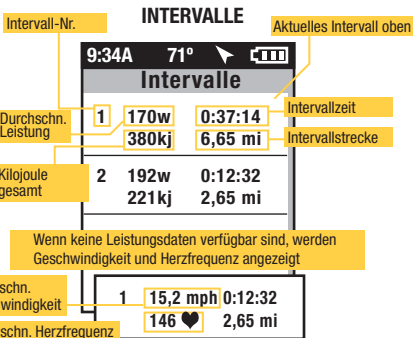 INTERVALLE
Intervall-Nr.
Aktuelles Intervall oben
9:34A 71º
Intervalle
Durchschn.
Leistung
1 170w 0:37:14
Intervallzeit
380kj 6,65 mi
Intervallstrecke
Kilojoule
gesamt
2 192w 0:12:32
221kj 2,65 mi
Wenn keine Leistungsdaten verfügbar sind, werden
Geschwindigkeit und Herzfrequenz angezeigt
schn.
windigkeit
1 15,2 mph 0:12:32
146 ♥ 2,65 mi
schn. Herzfrequenz